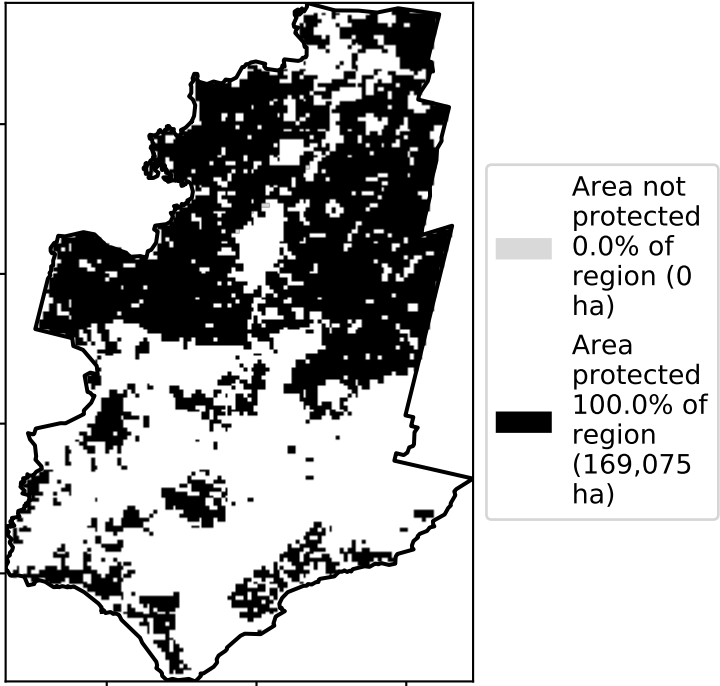 Area not
protected
0.0% of
region (0
ha)
Area
protected
100.0% of
region
(169,075
ha)